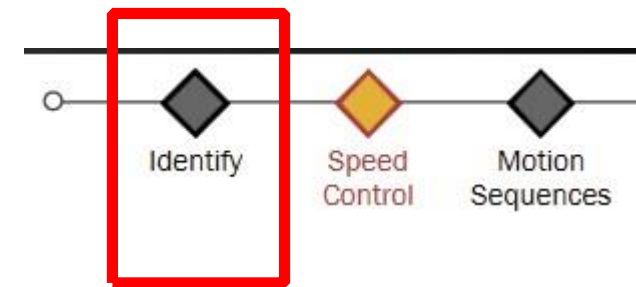 Identify
Speed
Control
Motion
Sequences